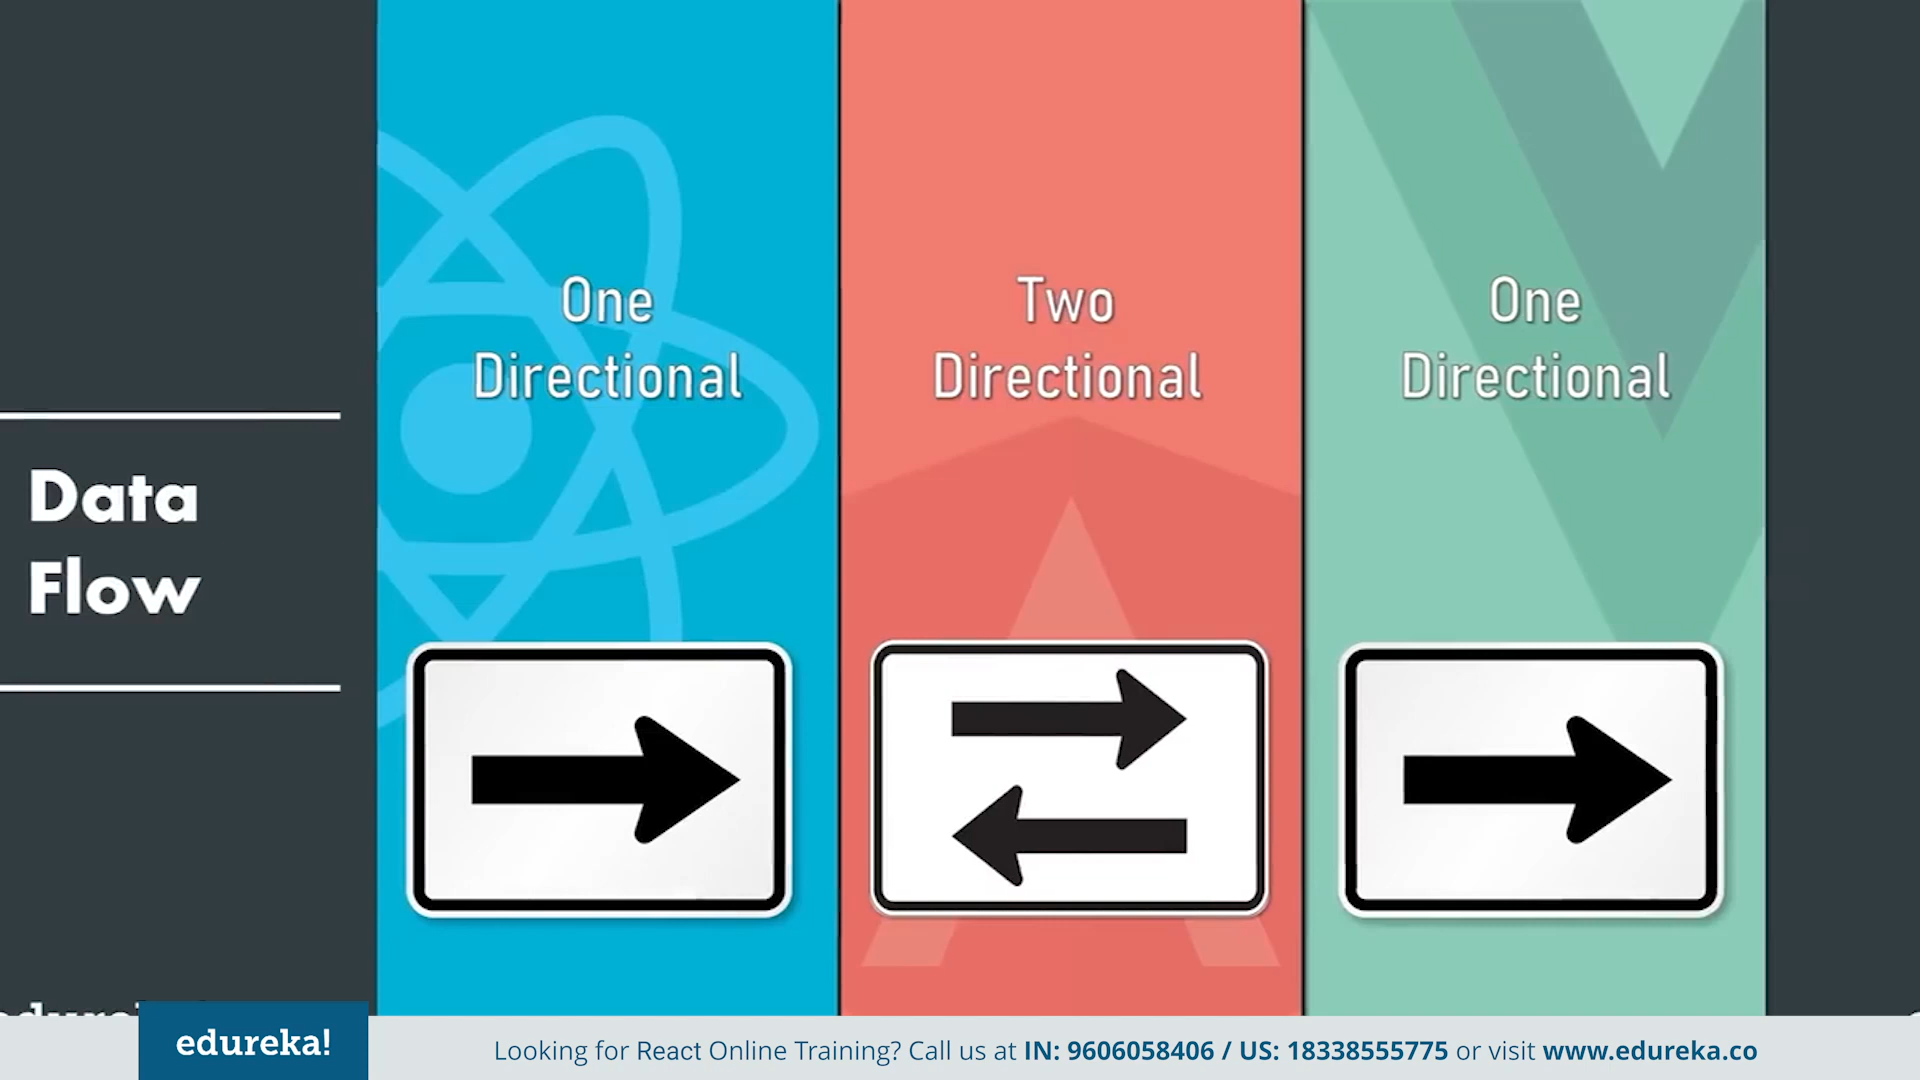 One
Directional
Two
Directional
One
Directional
Data
Flow
edureka!
Looking for React Online Training? Call us at IN: 9606058406 / US: 18338555775 or visit www.edureka.co